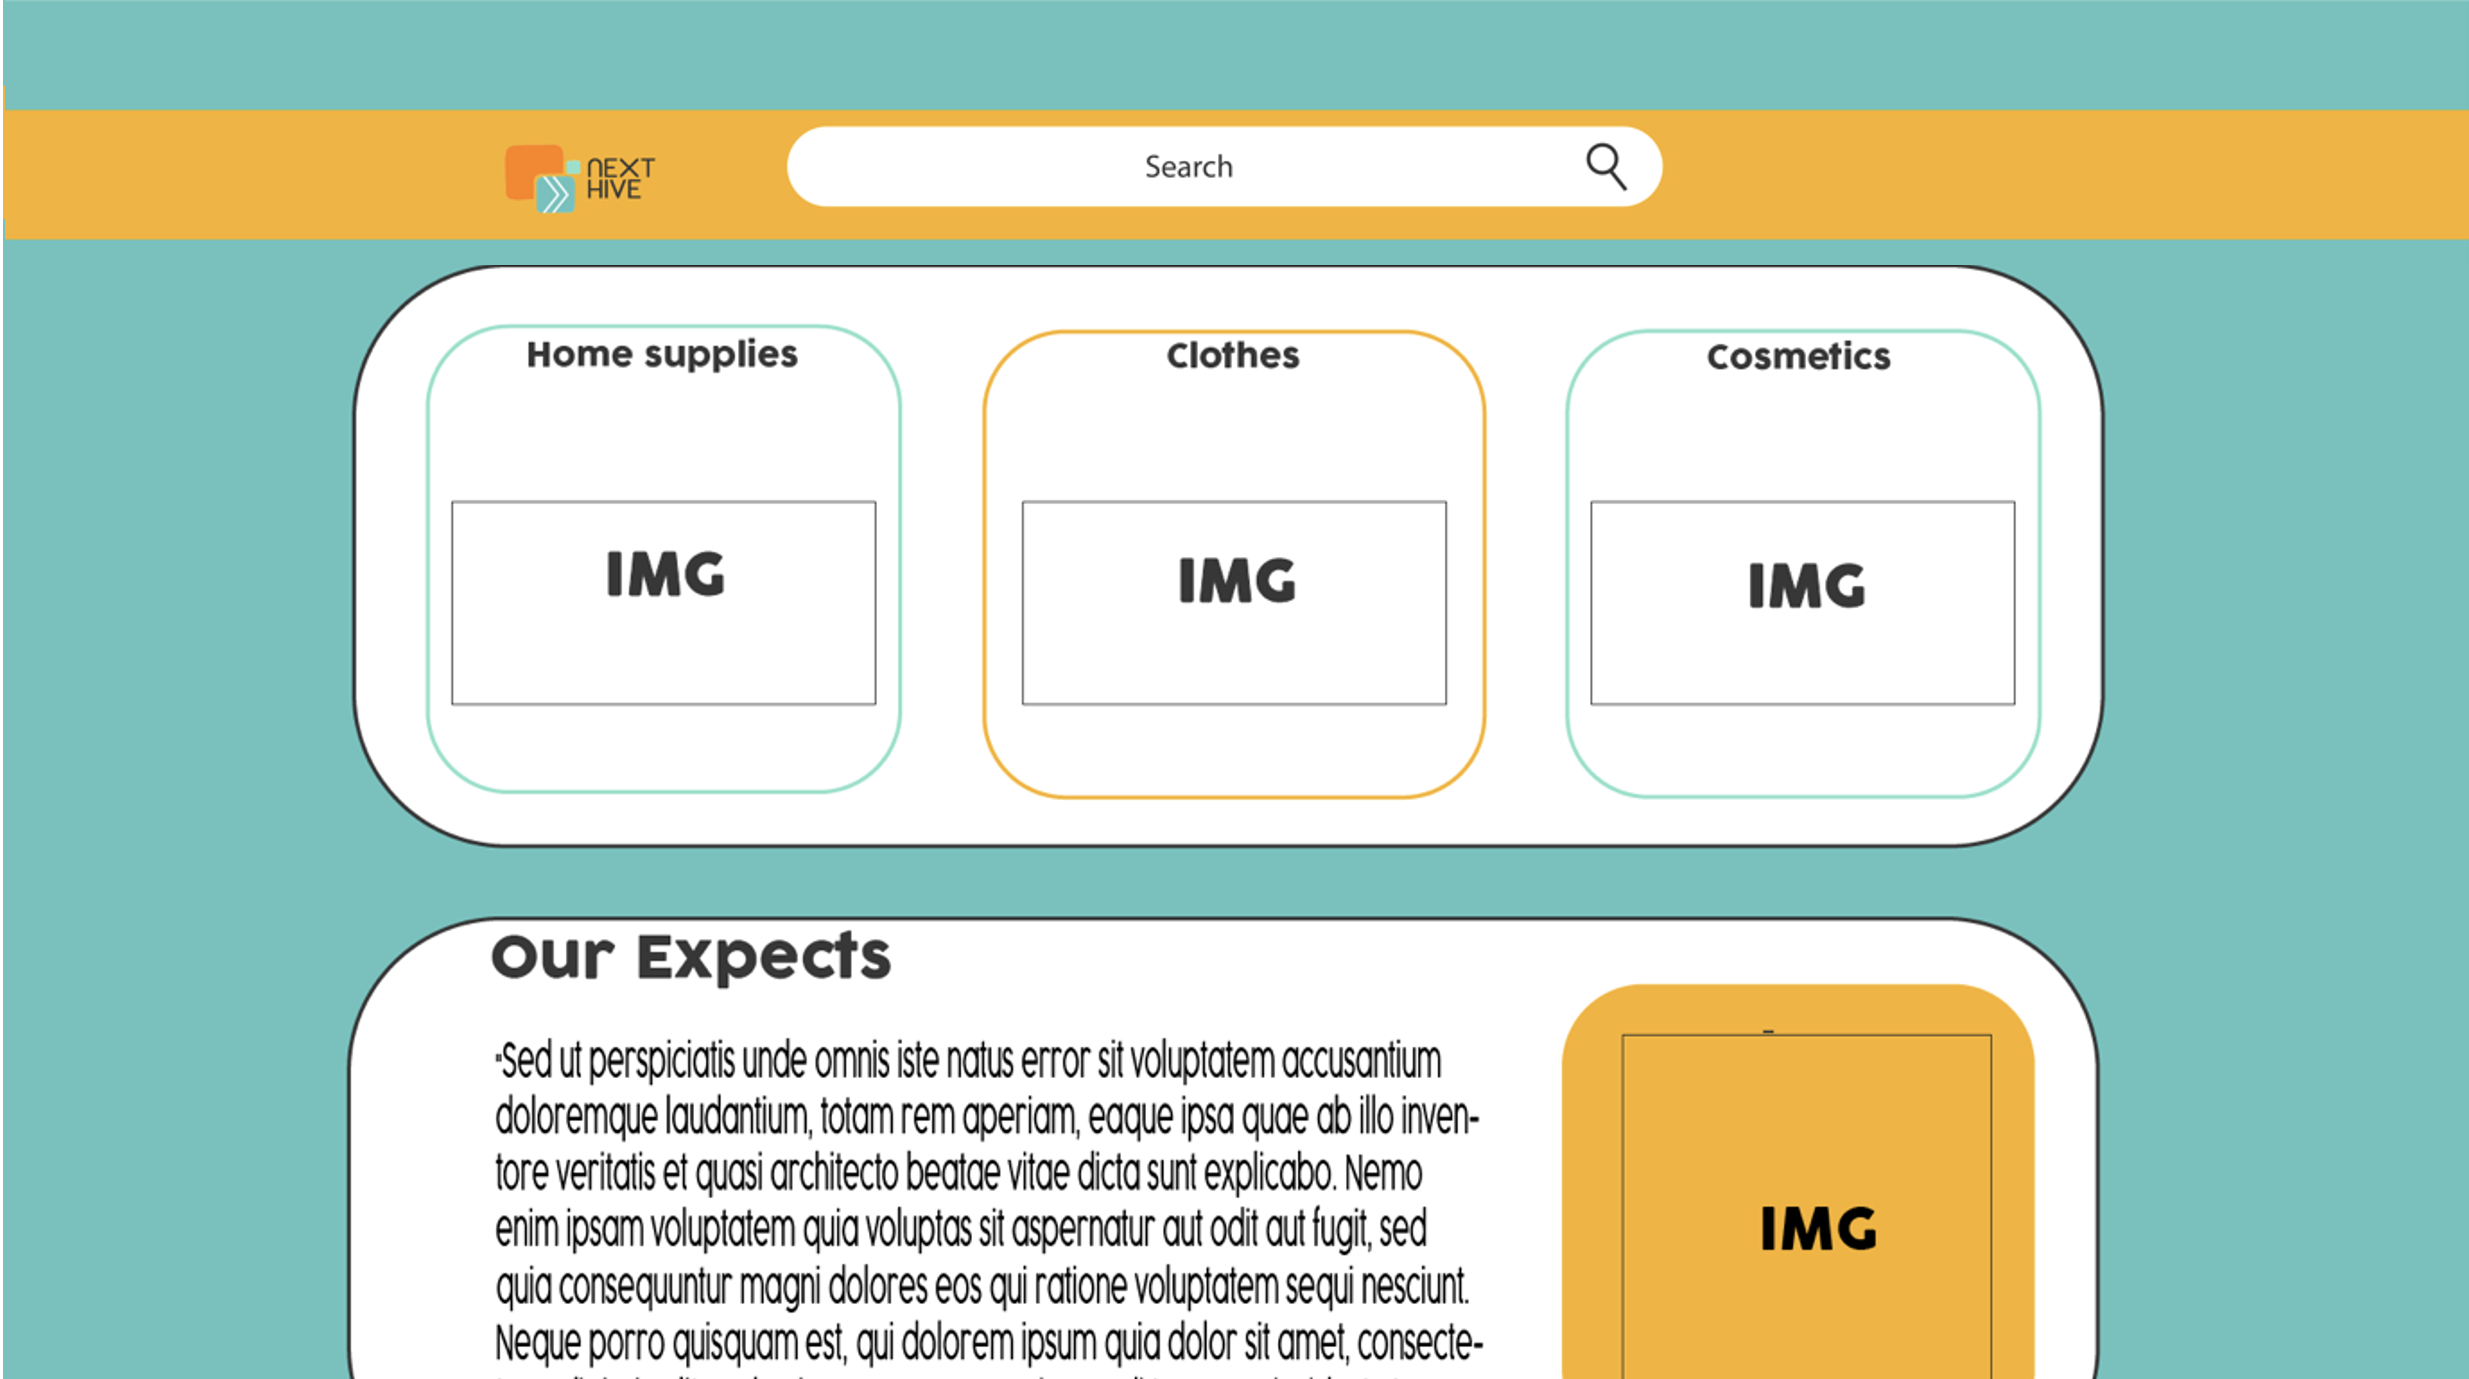 NEXT
HIVE
Search
Home supplies
Clothes
Cosmetics
IMG
IMG
IMG
Our Expects
"Sed ut perspiciatis unde omnis iste natus error sit voluptatem accusantium
doloremque laudantium, totam rem aperiam, eaque ipsa quae ab illo inven-
tore veritatis et quasi architecto beatae vitae dicta sunt explicabo. Nemo
enim ipsam voluptatem quia voluptas sit aspernatur aut odit aut fugit, sed
quia consequuntur magni dolores eos qui ratione voluptatem sequi nesciunt.
Neque porro quisquam est, qui dolorem ipsum quia dolor sit amet, consecte-
IMG